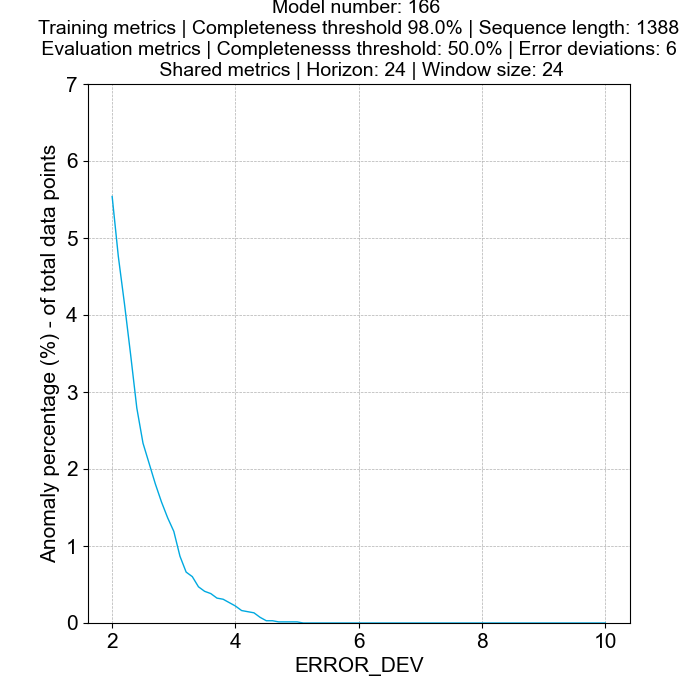 Model number: 166
Training metrics | Completeness threshold 98.0% | Sequence length: 1388
Evaluation metrics | Completenesss threshold: 50.0% | Error deviations: 6
Shared metrics | Horizon: 24 | Window size: 24
Anomaly percentage (%) - of total data points
7
6
5
4
3
2
1
0
2 4 6 8 10
ERROR_DEV